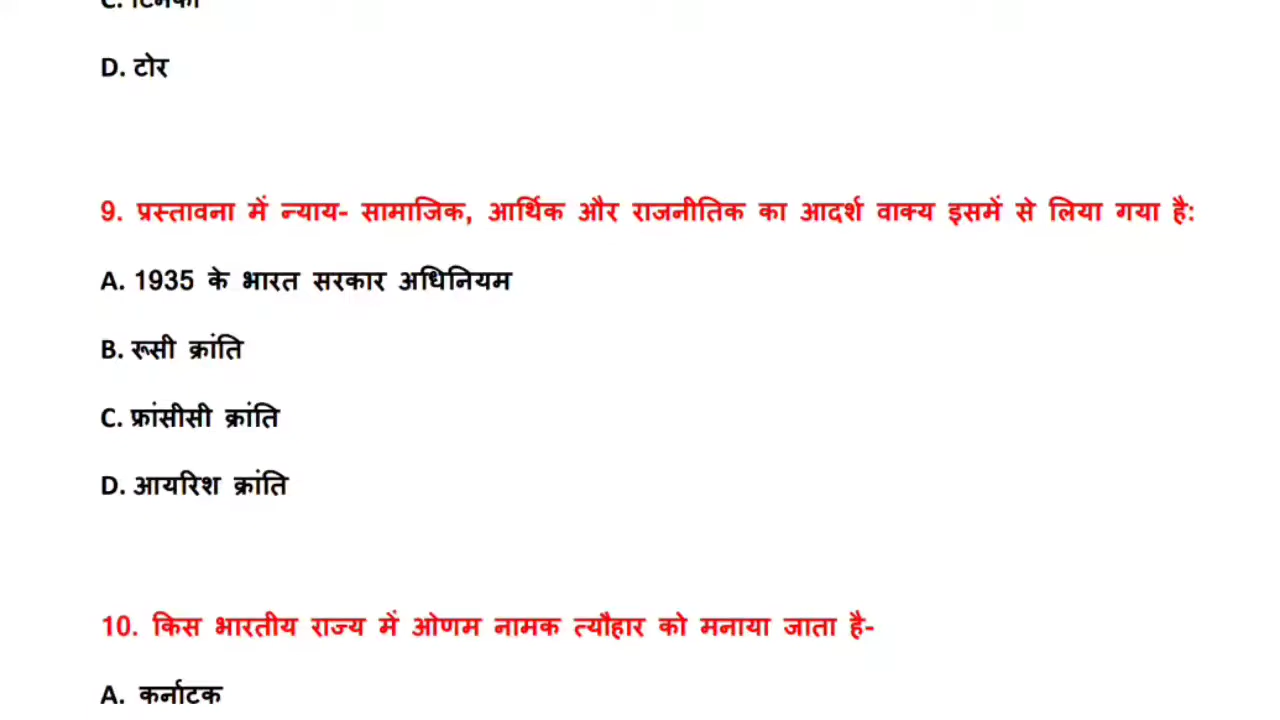 D. टोर
9. प्रस्तावना में न्याय- सामाजिक, आर्थिक और राजनीतिक का आदर्श वाक्य इसमें से लिया गया है:
A. 1935 के भारत सरकार अधिनियम
B. रूसी क्रांति
C. फ्रांसीसी क्रांति
D. आयरिश क्रांति
10. किस भारतीय राज्य में ओणम नामक त्यौहार को मनाया जाता है-
A. कर्नाटक